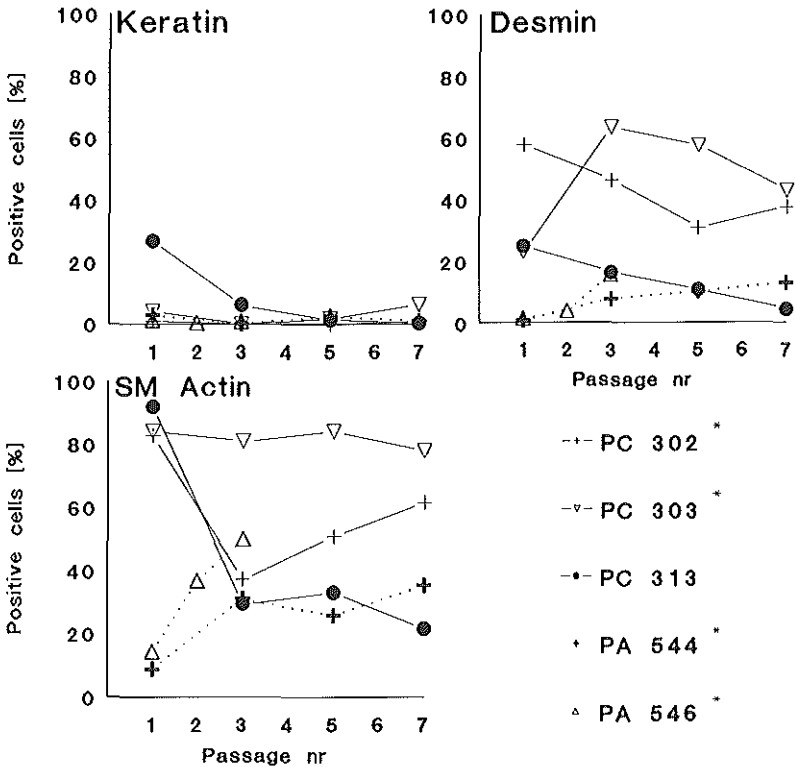 Keratin
Positive cells [%]
100
80
60
40
20
0
1 2 3 4 5 6 7
Desmin
100
80
60
40
20
0
1 2 3 4 5 6 7
Passage nr
SM Actin
Positive cells [%]
100
80
60
40
20
0
1 2 3 4 5 6 7
Passage nr
PC 302 *
PC 303 *
PC 313
PA 544 *
PA 546 *